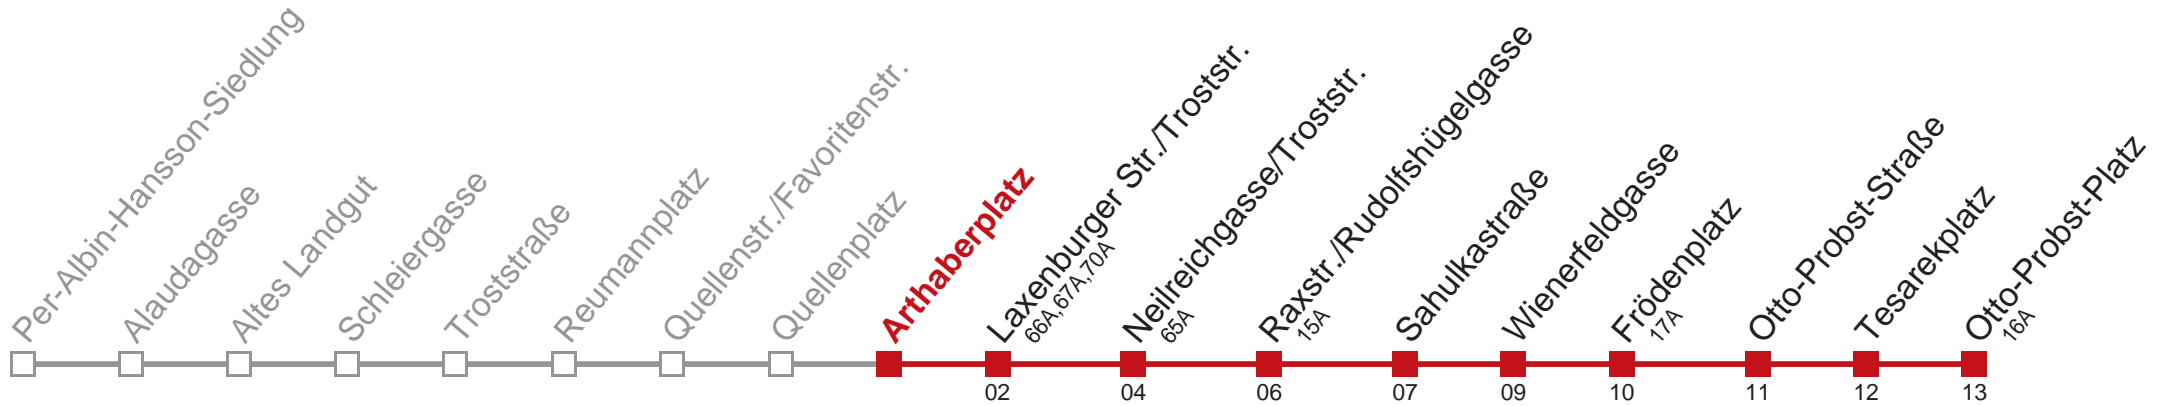 Per-Albin-Hansson-Siedlung
Alaudagasse
Altes Landgut
Schleiergasse
Troststraße
Reumannplatz
Quellenstr./Favoritenstr.
Quellenplatz
Arthaberplatz
Laxenburger Str./Troststr.
66A,67A,70A
Neilreichgasse/Troststr.
65A
Raxstr./Rudolfshügelgasse
15A
Sahulkastraße
Wienerfeldgasse
Frödenplatz
17A
Otto-Probst-Straße
Tesarekplatz
Otto-Probst-Platz
16A
02 04 06 07 09 10 11 12 13